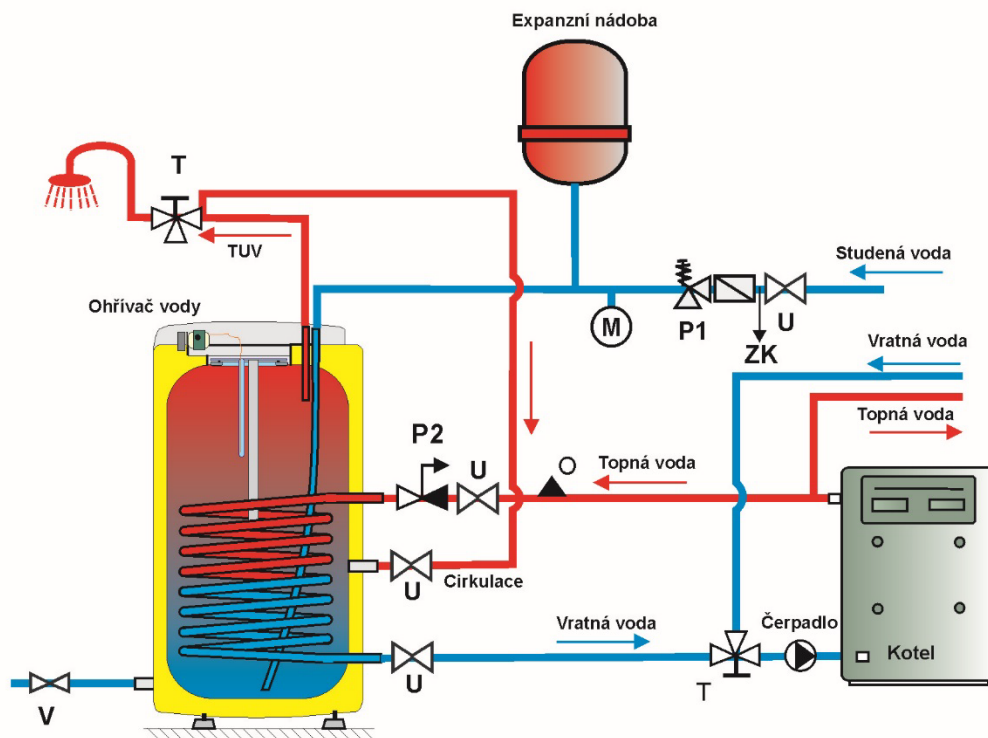 Expanzní nádoba
T
TUV
Studená voda
Ohřívač vody
M
P1
U
ZK
Vratná voda
Topná voda
P2
U
O
Topná voda
U
Cirkulace
Vratná voda
Čerpadlo
U
T
Kotel
V